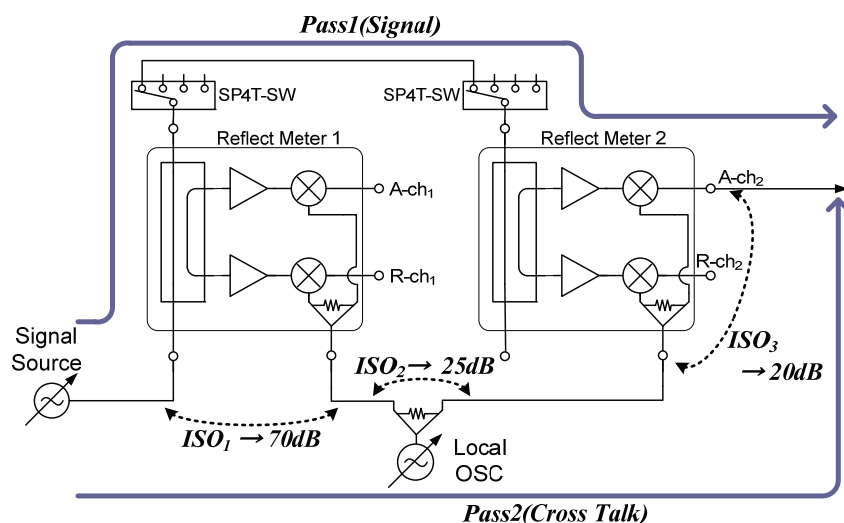 Pass1(Signal)
SP4T-SW
SP4T-SW
Reflect Meter 1
Reflect Meter 2
A-ch₁
A-ch₂
R-ch₁
R-ch₂
Signal
Source
ISO₁ → 70dB
ISO₂ → 25dB
ISO₃
→ 20dB
Local
OSC
Pass2(Cross Talk)